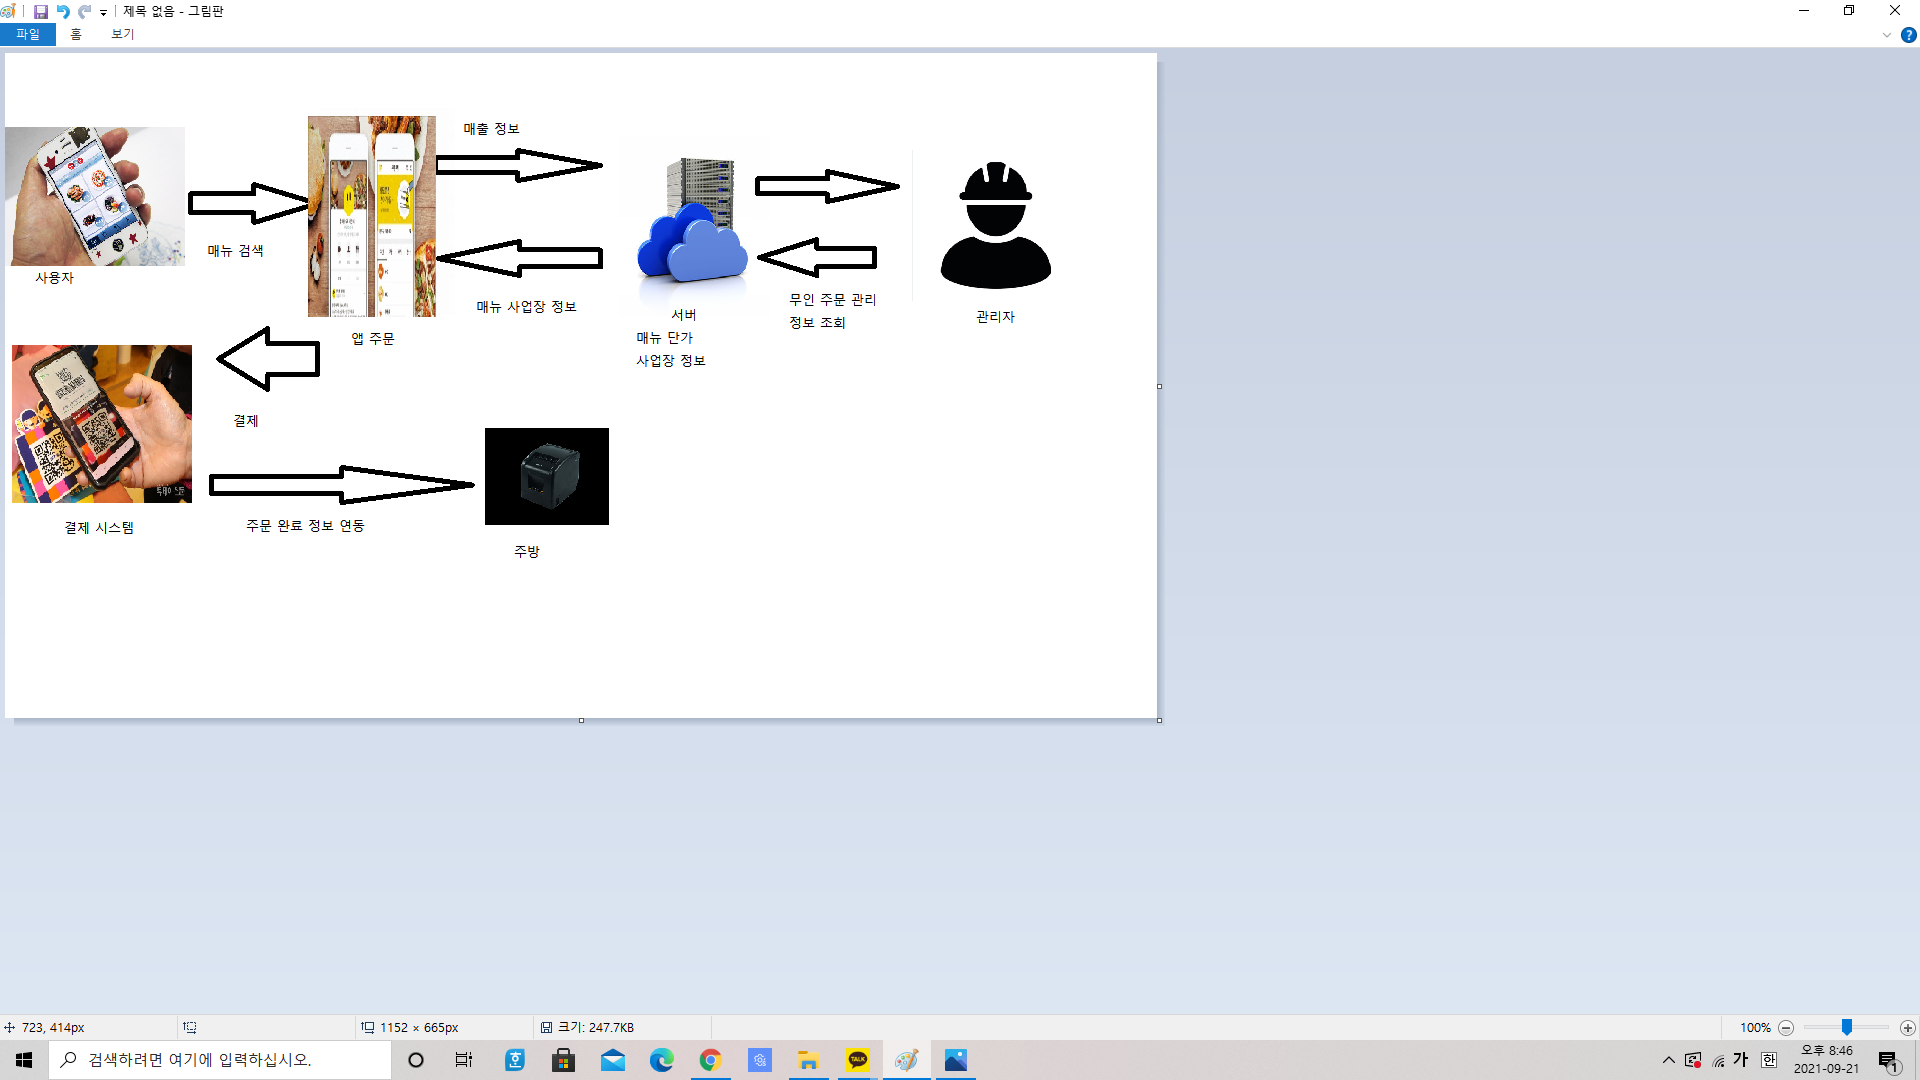 제목 없음 - 그림판
파일 홈 보기
매출 정보
매뉴 검색
사용자
매뉴 사업장 정보
앱 주문
서버
매뉴 단가
사업장 정보
무인 주문 관리
정보 조회
관리자
결제
결제 시스템
주문 완료 정보 연동
주방
723, 414px
1152 × 665px
크기: 247.7KB
100%
검색하려면 여기에 입력하십시오.
호
TALK
가
한
오후 8:46
2021-09-21
1